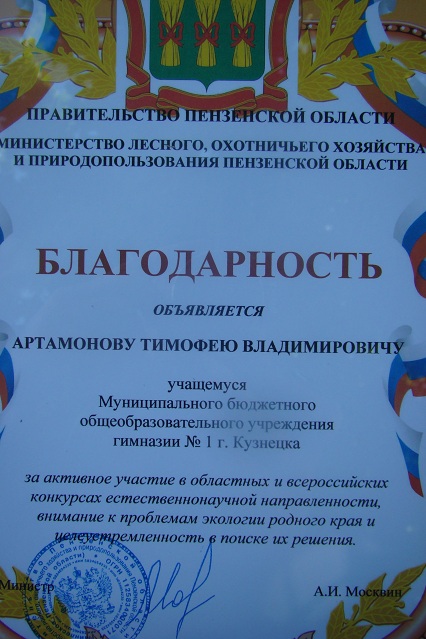 ПРАВИТЕЛЬСТВО ПЕНЗЕНСКОЙ ОБЛАСТИ
МИНИСТЕРСТВО ЛЕСНОГО, ОХОТНИЧЬЕГО ХОЗЯЙСТВА
И ПРИРОДОПОЛЬЗОВАНИЯ ПЕНЗЕНСКОЙ ОБЛАСТИ
БЛАГОДАРНОСТЬ
ОБЪЯВЛЯЕТСЯ
АРТАМОНОВУ ТИМОФЕЮ ВЛАДИМИРОВИЧУ
учащемуся
Муниципального бюджетного
общеобразовательного учреждения
гимназии № 1 г. Кузнецка
за активное участие в областных и всероссийских
конкурсах естественнонаучной направленности,
внимание к проблемам экологии родного края и
целеустремленность в поиске их решения.
Министр
А.И. Москвин